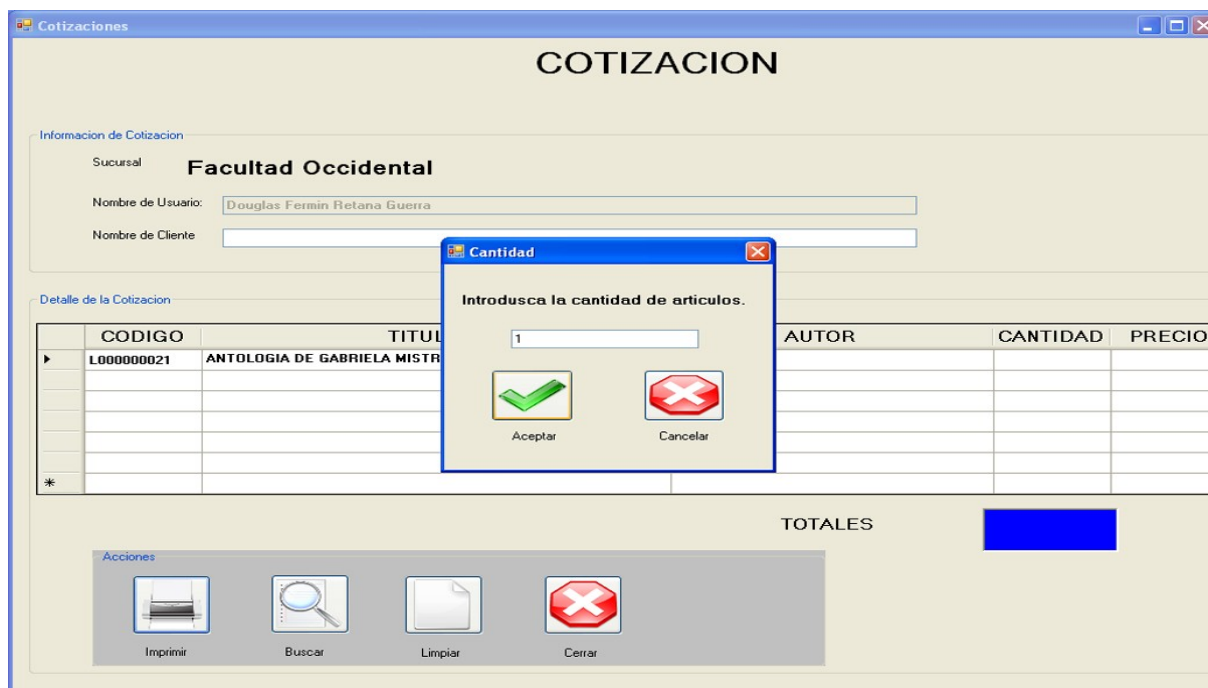 Cotizaciones
COTIZACION
Informacion de Cotizacion
Sucursal Facultad Occidental
Nombre de Usuario: Douglas Fermin Retana Guerra
Nombre de Cliente
Cantidad
Introdusca la cantidad de articulos.
1
Aceptar Cancelar
Detalle de la Cotizacion
CODIGO TITUL AUTOR CANTIDAD PRECIO
L000000021 ANTOLOGIA DE GABRIELA MISTR
TOTALES
Acciones
Imprimir Buscar Limpiar Cerrar